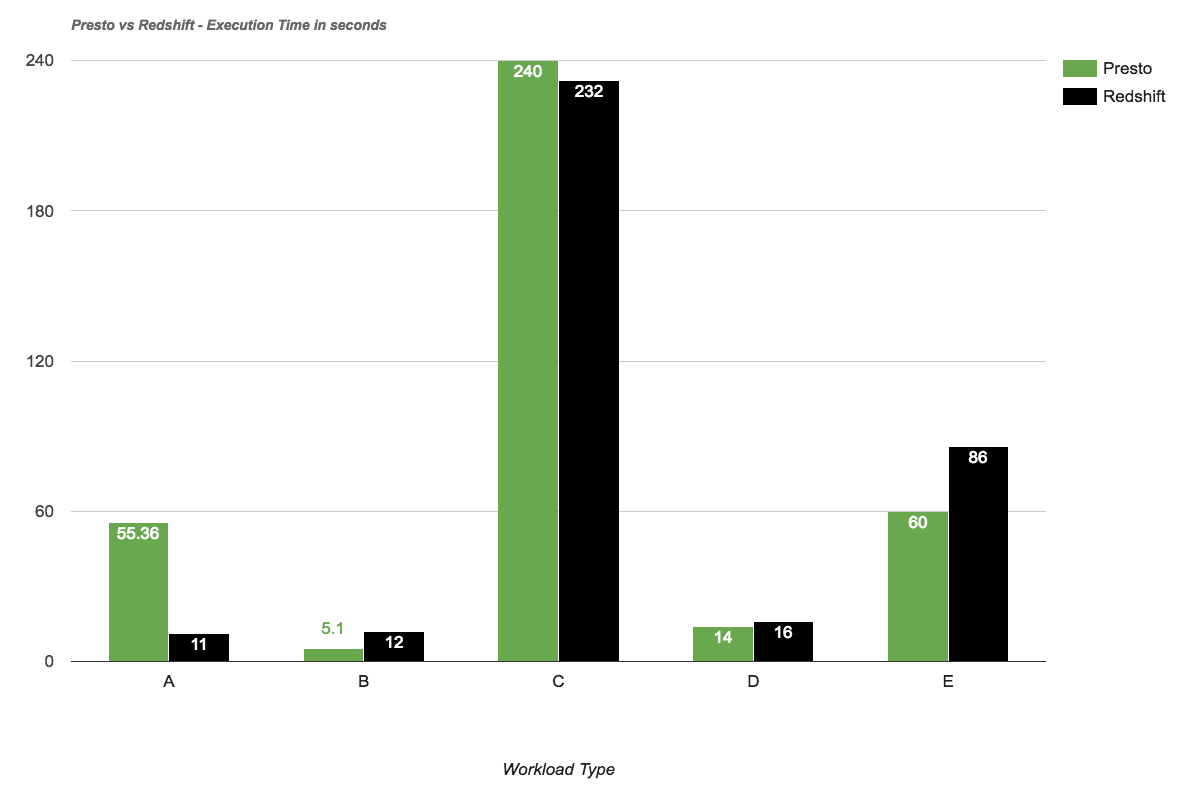 Presto vs Redshift - Execution Time in seconds
240
180
120
60
0
Presto
Redshift
55.36
11
5.1
12
240
232
14
16
60
86
A
B
C
D
E
Workload Type